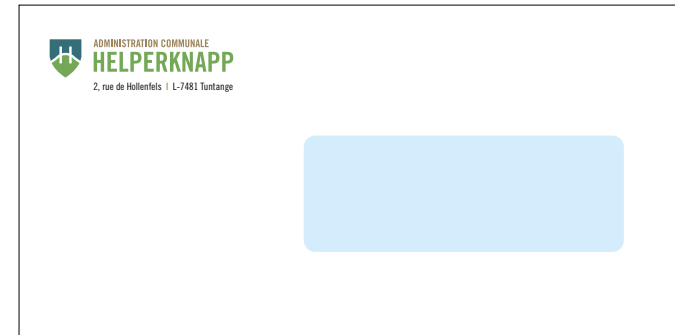 ADMINISTRATION COMMUNALE
HELPERKNAPP
2, rue de Hollenfels | L-7481 Tuntange